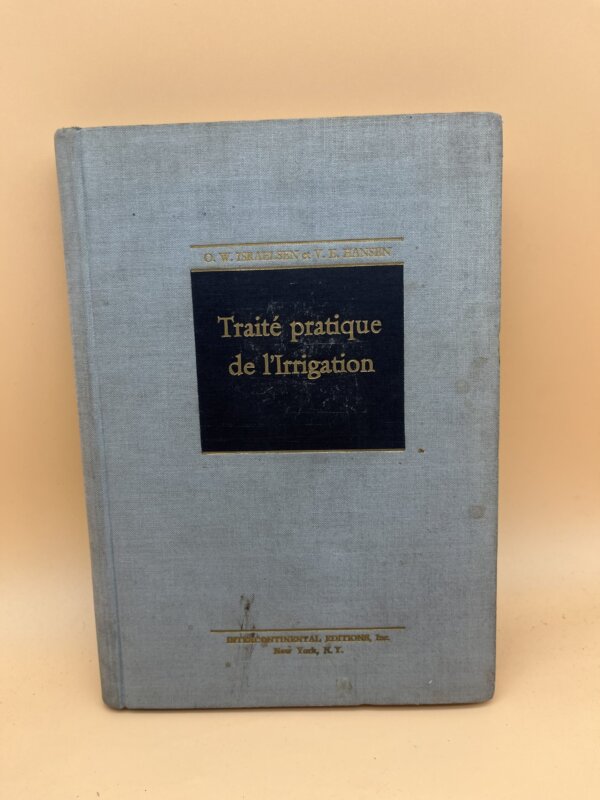 O. W. ISRAELSEN et V. E. HANSEN
Traité pratique
de l'Irrigation
INTERCONTINENTAL EDITIONS, Inc.
New York, N.Y.